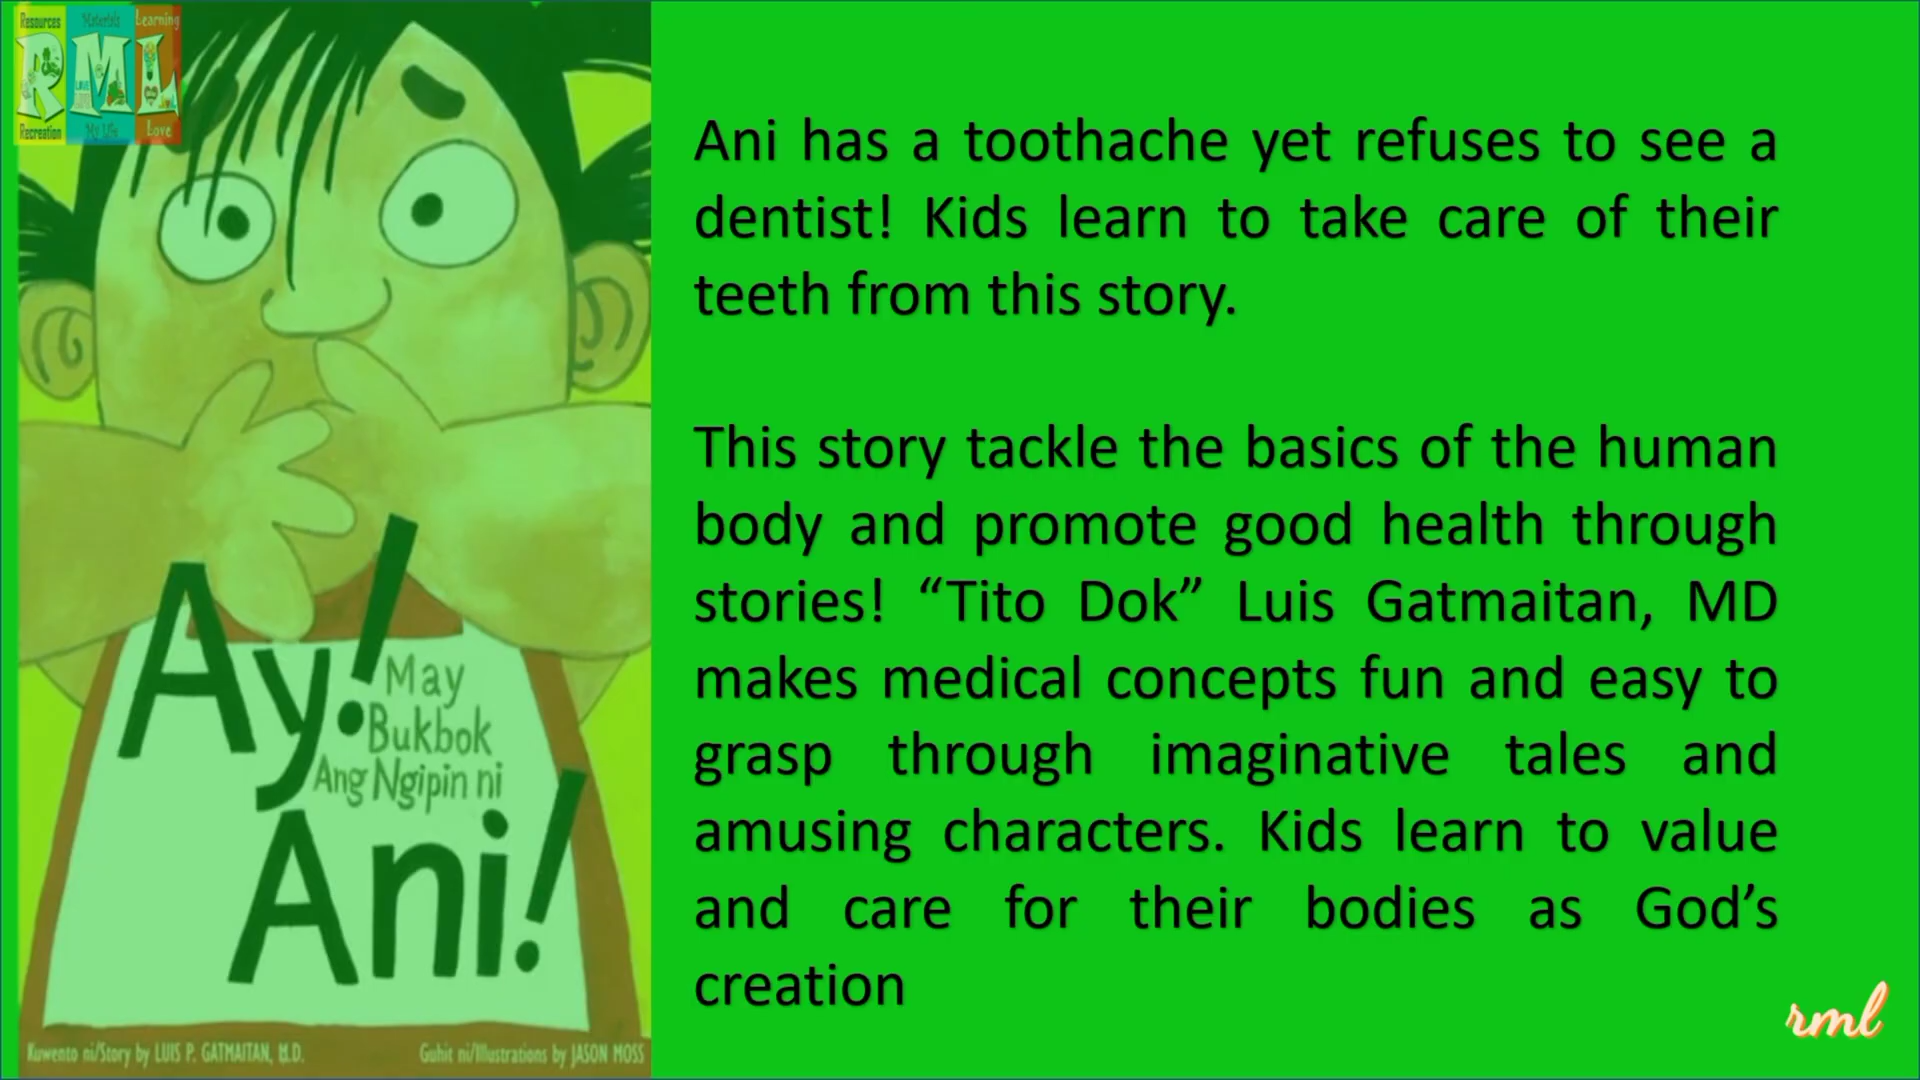 Resources Materials Learning
RML
Recreation My Life Love
Ani has a toothache yet refuses to see a
dentist! Kids learn to take care of their
teeth from this story.
This story tackle the basics of the human
body and promote good health through
stories! “Tito Dok” Luis Gatmaitan, MD
makes medical concepts fun and easy to
grasp through imaginative tales and
amusing characters. Kids learn to value
and care for their bodies as God’s
creation
Ay!
May
Bukbok
Ang Ngipin ni
Ani!
Kuwento ni/Story by LUIS P. GATMAITAN, M.D.
Guhit ni/Illustrations by JASON MOSS
rml